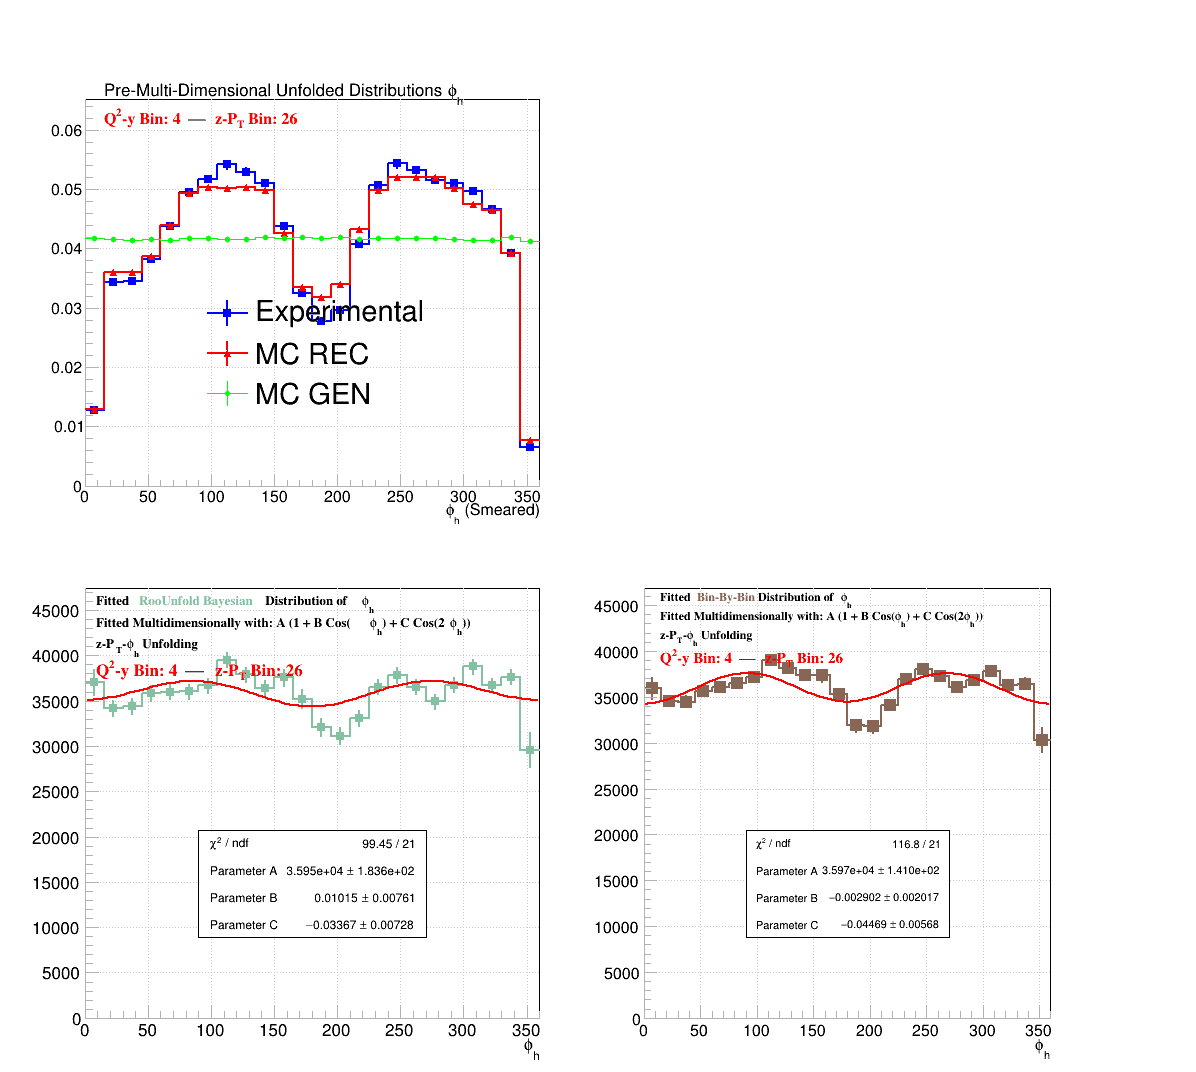 Pre-Multi-Dimensional Unfolded Distributions ϕh
Q2-y Bin: 4 — z-PT Bin: 26
0.06
0.05
0.04
0.03
0.02
0.01
0
Experimental
MC REC
MC GEN
0 50 100 150 200 250 300 350
ϕh (Smeared)
Fitted RooUnfold Bayesian Distribution of ϕh
Fitted Multidimensionally with: A (1 + B Cos( ϕh) + C Cos(2 ϕh))
z-PT-ϕh Unfolding
Q2-y Bin: 4 — z-PT Bin: 26
45000
40000
35000
30000
25000
20000
15000
10000
5000
0
χ2 / ndf 99.45 / 21
Parameter A 3.595e+04 ± 1.836e+02
Parameter B 0.01015 ± 0.00761
Parameter C −0.03367 ± 0.00728
0 50 100 150 200 250 300 350
ϕh
Fitted Bin-By-Bin Distribution of ϕh
Fitted Multidimensionally with: A (1 + B Cos(ϕh) + C Cos(2ϕh))
z-PT-ϕh Unfolding
Q2-y Bin: 4 — z-PT Bin: 26
45000
40000
35000
30000
25000
20000
15000
10000
5000
0
χ2 / ndf 116.8 / 21
Parameter A 3.597e+04 ± 1.410e+02
Parameter B −0.002902 ± 0.002017
Parameter C −0.04469 ± 0.00568
0 50 100 150 200 250 300 350
ϕh